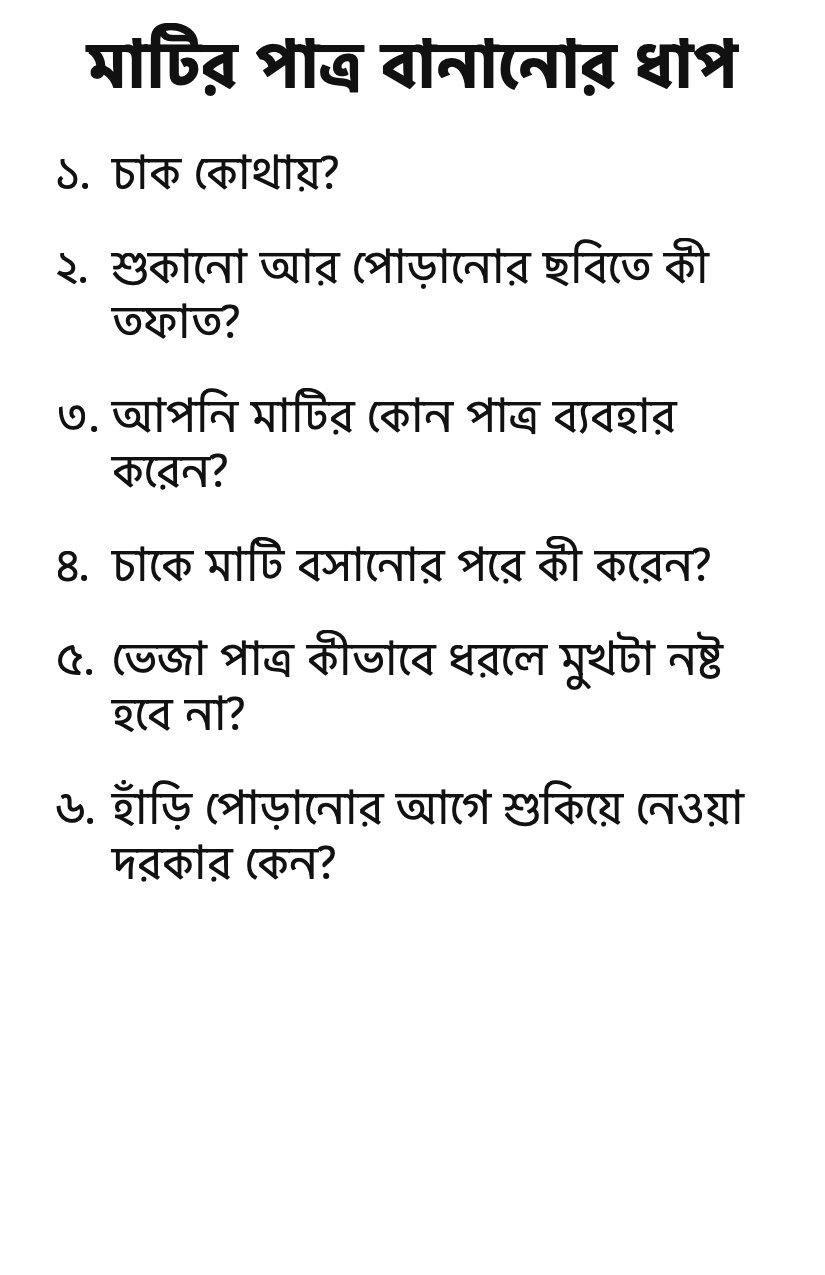 মাটির পাত্র বানানোর ধাপ
১. চাক কোথায়?
২. শুকানো আর পোড়ানোর ছবিতে কী
তফাত?
৩. আপনি মাটির কোন পাত্র ব্যবহার
করেন?
৪. চাকে মাটি বসানোর পরে কী করেন?
৫. ভেজা পাত্র কীভাবে ধরলে মুখটা নষ্ট
হবে না?
৬. হাঁড়ি পোড়ানোর আগে শুকিয়ে নেওয়া
দরকার কেন?